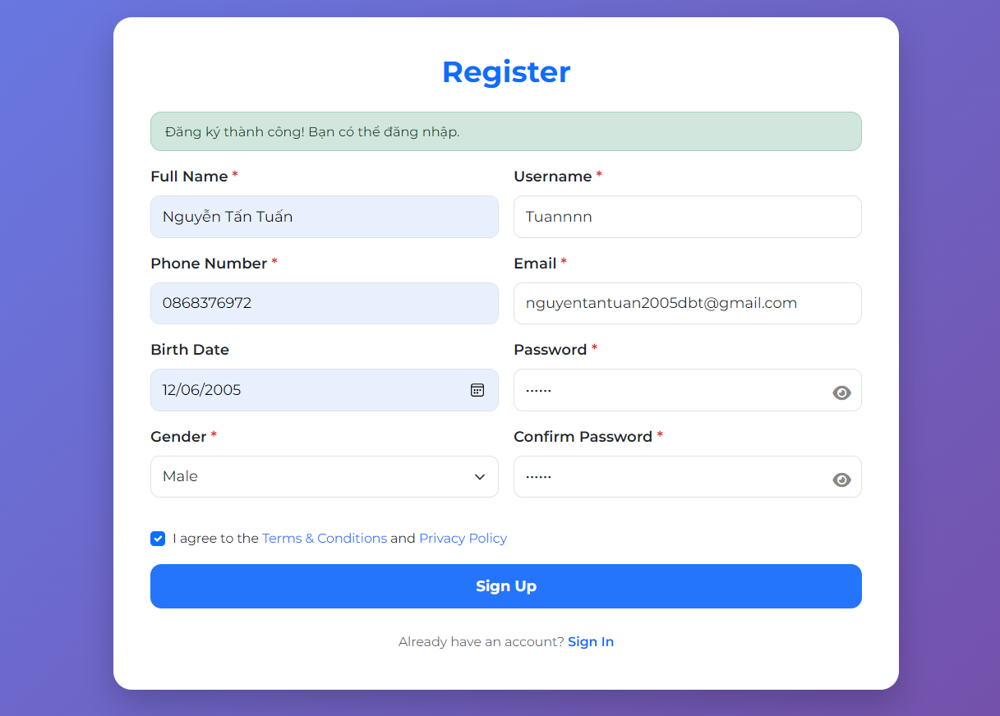 Register
Đăng ký thành công! Bạn có thể đăng nhập.
Full Name *
Username *
Nguyễn Tấn Tuấn
Tuannnn
Phone Number *
Email *
0868376972
nguyentantuan2005dbt@gmail.com
Birth Date
Password *
12/06/2005
••••••
Gender *
Confirm Password *
Male
••••••
I agree to the Terms & Conditions and Privacy Policy
Sign Up
Already have an account? Sign In